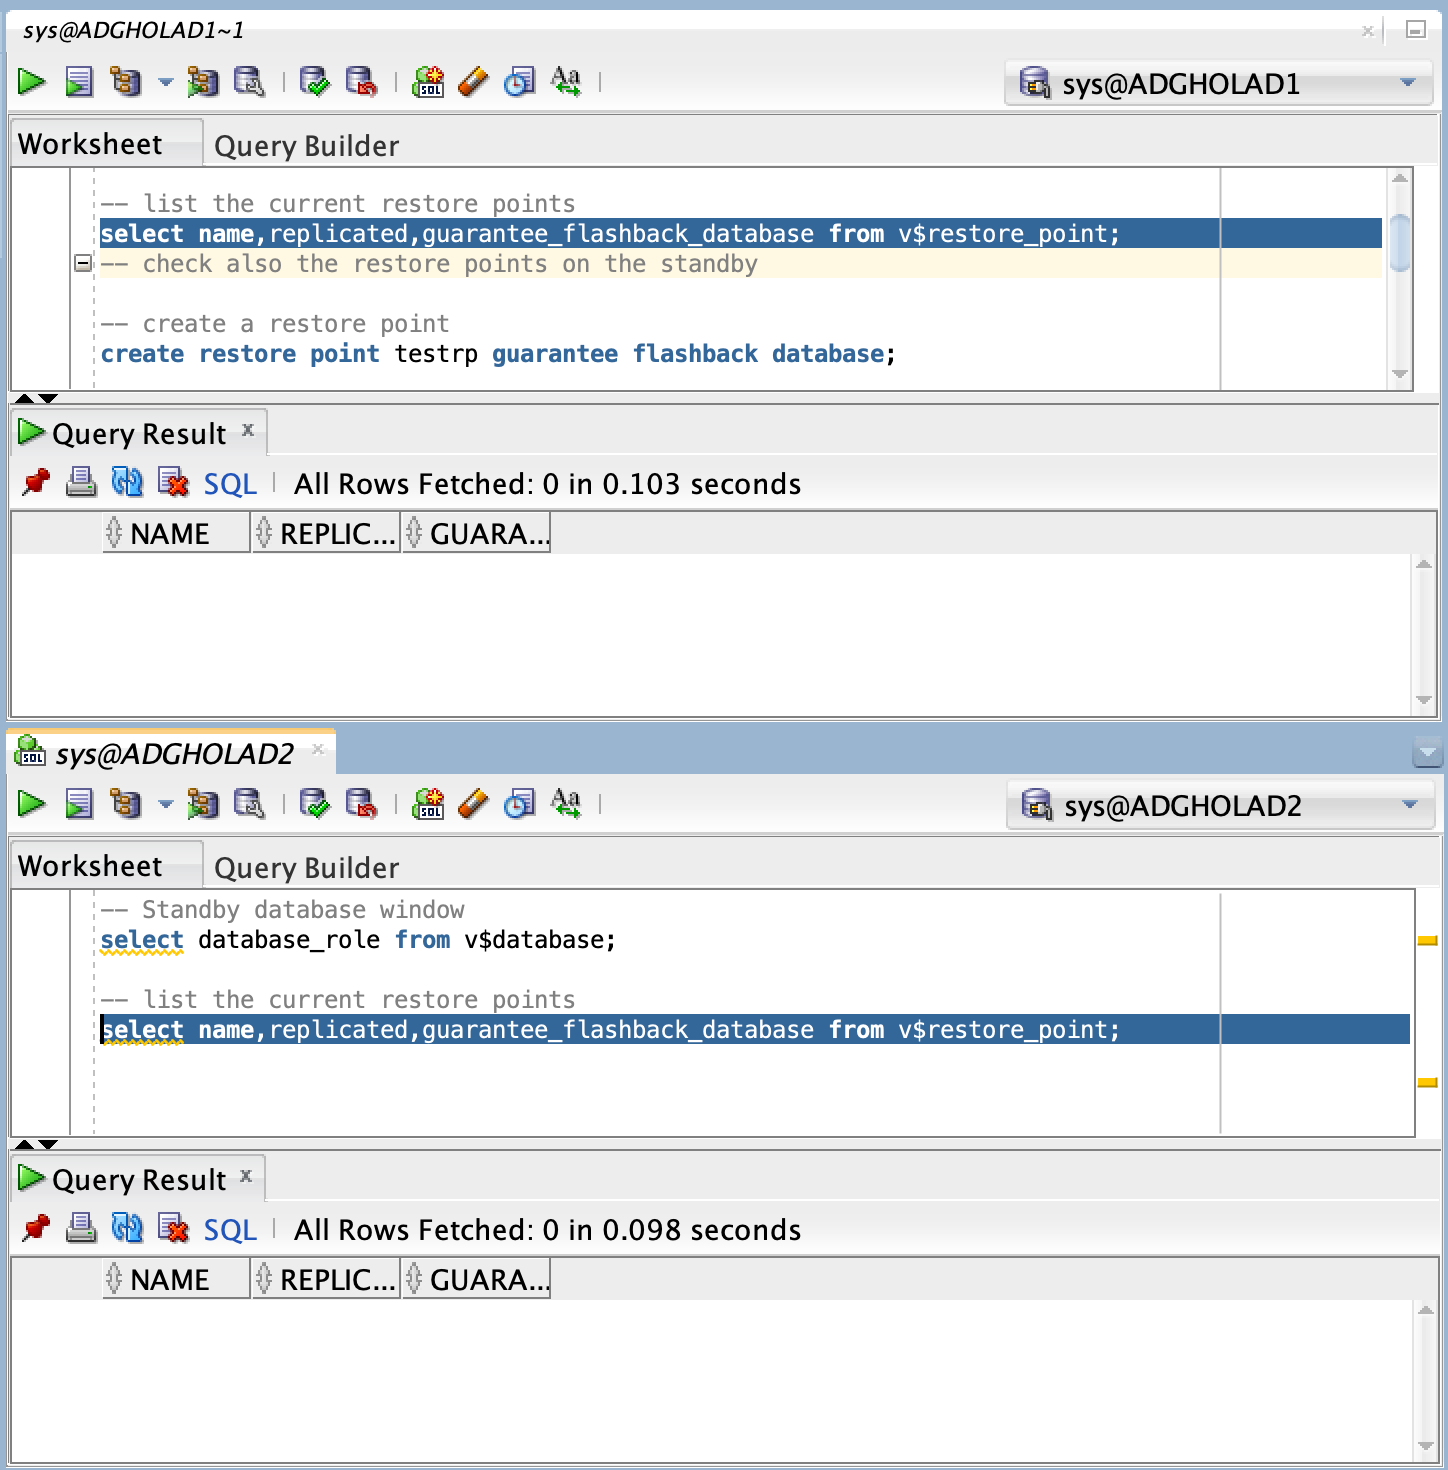 sys@ADGHOLAD1~1
sys@ADGHOLAD1
Worksheet Query Builder
-- list the current restore points
select name,replicated,guarantee_flashback_database from v$restore_point;
-- check also the restore points on the standby
-- create a restore point
create restore point testrp guarantee flashback database;
Query Result
SQL All Rows Fetched: 0 in 0.103 seconds
NAME REPLIC... GUARA...
sys@ADGHOLAD2
sys@ADGHOLAD2
Worksheet Query Builder
-- Standby database window
select database_role from v$database;
-- list the current restore points
select name,replicated,guarantee_flashback_database from v$restore_point;
Query Result
SQL All Rows Fetched: 0 in 0.098 seconds
NAME REPLIC... GUARA...